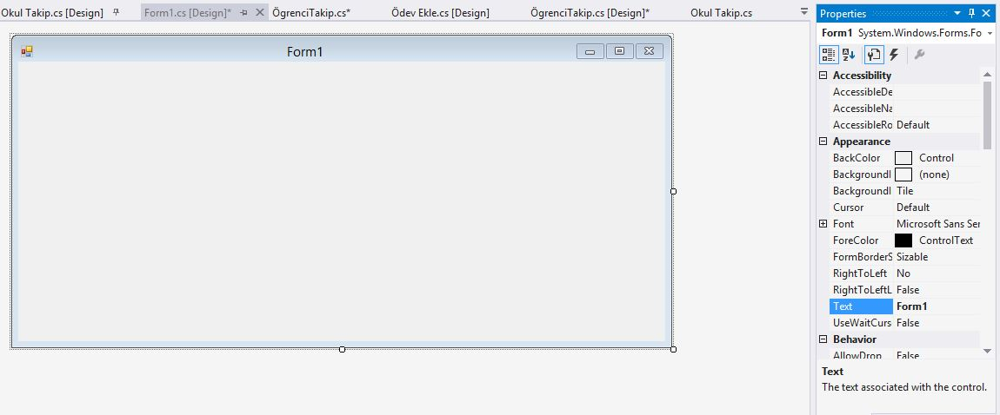 Okul Takip.cs [Design]
Form1.cs [Design]*
ÖgrenciTakip.cs*
Ödev Ekle.cs [Design]
ÖgrenciTakip.cs [Design]*
Okul Takip.cs
Form1
Properties
Form1 System.Windows.Forms.Fo
Accessibility
AccessibleDe
AccessibleNa
AccessibleRo Default
Appearance
BackColor Control
BackgroundI (none)
BackgroundI Tile
Cursor Default
Font Microsoft Sans Ser
ForeColor ControlText
FormBorderS Sizable
RightToLeft No
RightToLeftL False
Text Form1
UseWaitCurs False
Behavior
AllowDrop False
Text
The text associated with the control.